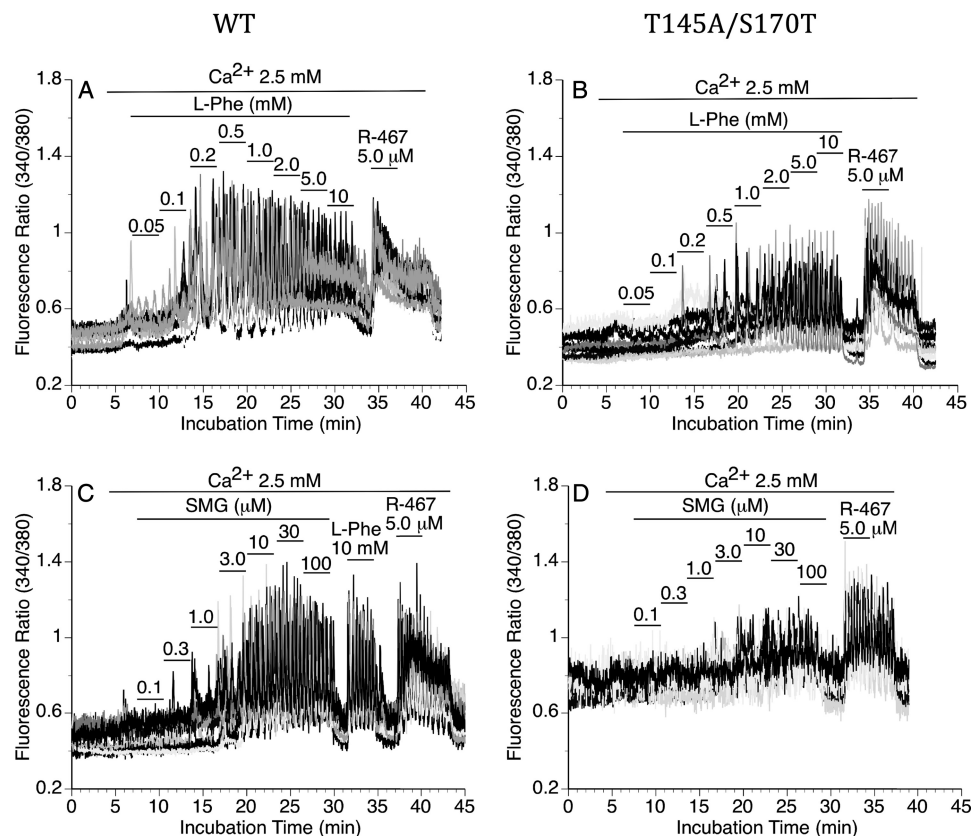 WT
T145A/S170T
A
Ca2+ 2.5 mM
L-Phe (mM)
0.05
0.1
0.2
0.5
1.0
2.0
5.0
10
R-467
5.0 µM
Fluorescence Ratio (340/380)
1.8
1.4
1
0.6
0.2
0 5 10 15 20 25 30 35 40 45
Incubation Time (min)
B
Ca2+ 2.5 mM
L-Phe (mM)
0.05
0.1
0.2
0.5
1.0
2.0
5.0
10
R-467
5.0 µM
Fluorescence Ratio (340/380)
1.8
1.4
1
0.6
0.2
0 5 10 15 20 25 30 35 40 45
Incubation Time (min)
C
Ca2+ 2.5 mM
SMG (µM)
0.1
0.3
1.0
3.0
10
30
100
L-Phe
10 mM
R-467
5.0 µM
Fluorescence Ratio (340/380)
1.8
1.4
1
0.6
0.2
0 5 10 15 20 25 30 35 40 45
Incubation Time (min)
D
Ca2+ 2.5 mM
SMG (µM)
0.1
0.3
1.0
3.0
10
30
100
R-467
5.0 µM
Fluorescence Ratio (340/380)
1.8
1.4
1
0.6
0.2
0 5 10 15 20 25 30 35 40 45
Incubation Time (min)